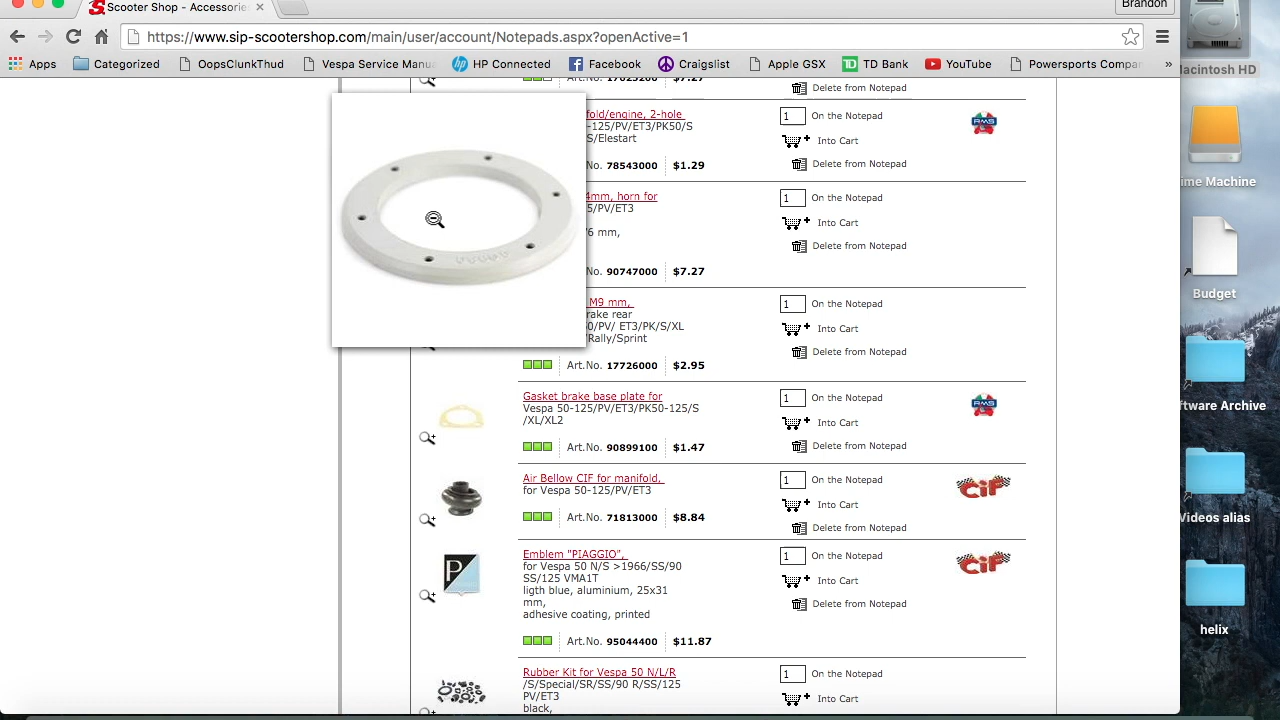 Scooter Shop - Accessorie
Brandon
https://www.sip-scootershop.com/main/user/account/Notepads.aspx?openActive=1
Apps Categorized OopsClunkThud Vespa Service Manu HP Connected Facebook Craigslist Apple GSX TD Bank YouTube Powersports Compa »
Art.No. 17623200 $7.27
Delete from Notepad
fold/engine, 2-hole
-125/PV/ET3/PK50/S
S/Elestart
No. 78543000 $1.29
1 On the Notepad
Into Cart
Delete from Notepad
RMS
4mm, horn for
5/PV/ET3
/6 mm,
No. 90747000 $7.27
1 On the Notepad
Into Cart
Delete from Notepad
M9 mm,
rake rear
0/PV/ ET3/PK/S/XL
/Rally/Sprint
Art.No. 17726000 $2.95
1 On the Notepad
Into Cart
Delete from Notepad
Gasket brake base plate for
Vespa 50-125/PV/ET3/PK50-125/S
/XL/XL2
Art.No. 90899100 $1.47
1 On the Notepad
Into Cart
Delete from Notepad
RMS
Air Bellow CIF for manifold,
for Vespa 50-125/PV/ET3
Art.No. 71813000 $8.84
1 On the Notepad
Into Cart
Delete from Notepad
CiF
P
Emblem "PIAGGIO",
for Vespa 50 N/S >1966/SS/90
SS/125 VMA1T
ligth blue, aluminium, 25x31
mm,
adhesive coating, printed
Art.No. 95044400 $11.87
1 On the Notepad
Into Cart
Delete from Notepad
CiF
Rubber Kit for Vespa 50 N/L/R
/S/Special/SR/SS/90 R/SS/125
PV/ET3
black,
1 On the Notepad
Into Cart
Macintosh HD
ime Machine
Budget
ftware Archive
Videos alias
helix